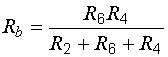 R_b = \frac{R_6 R_4}{R_2 + R_6 + R_4}